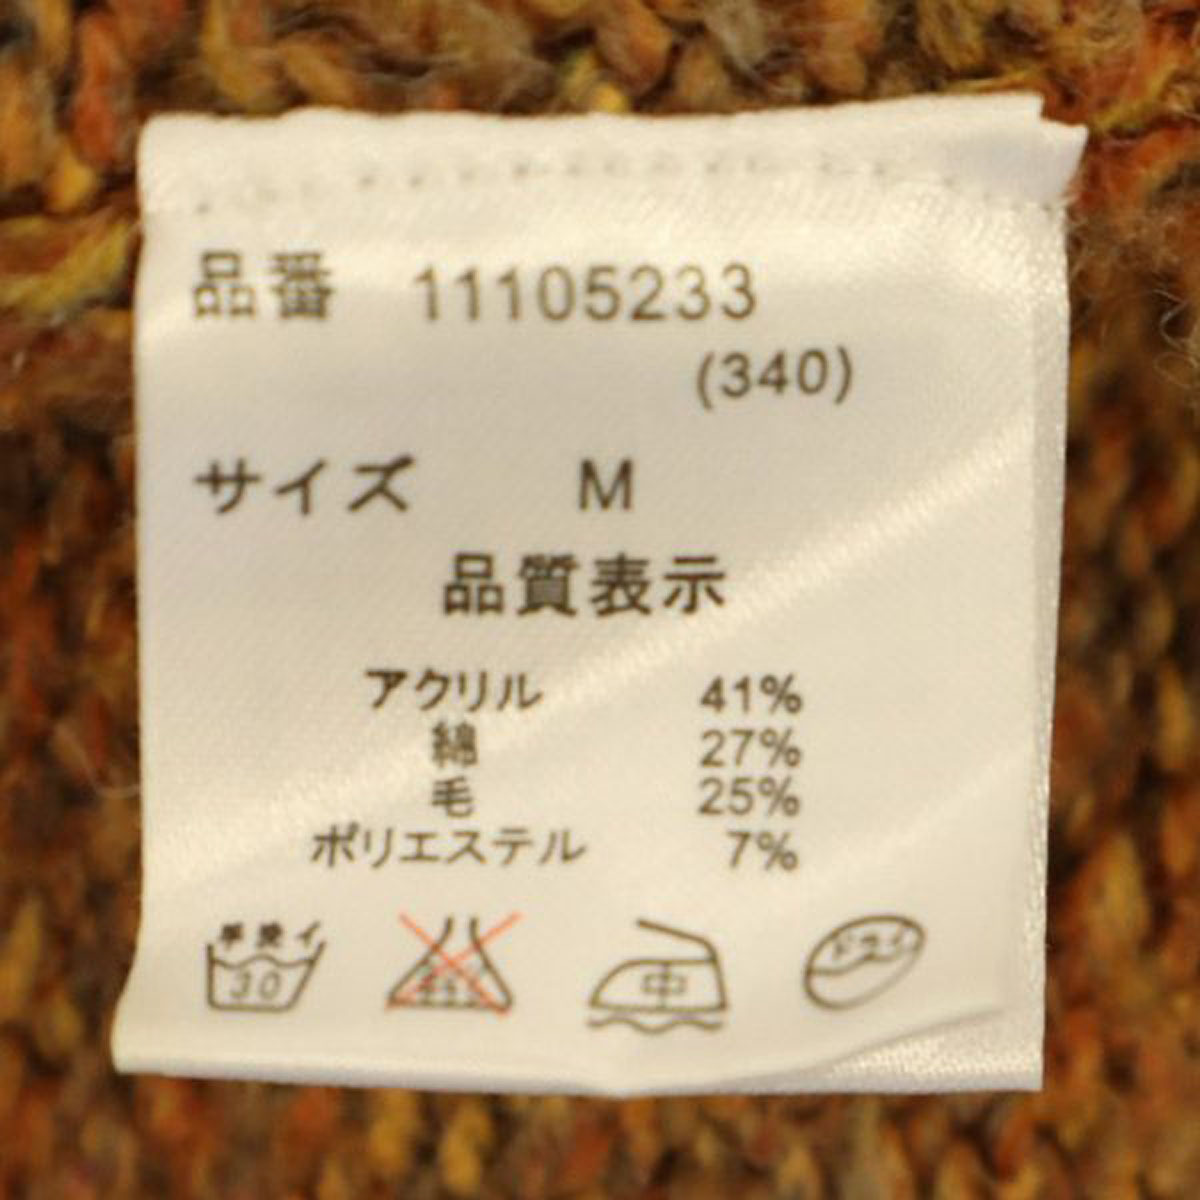 品番 11105233
(340)
サイズ M
品質表示
アクリル 41%
綿 27%
毛 25%
ポリエステル 7%
手洗イ
30
中
ドライ